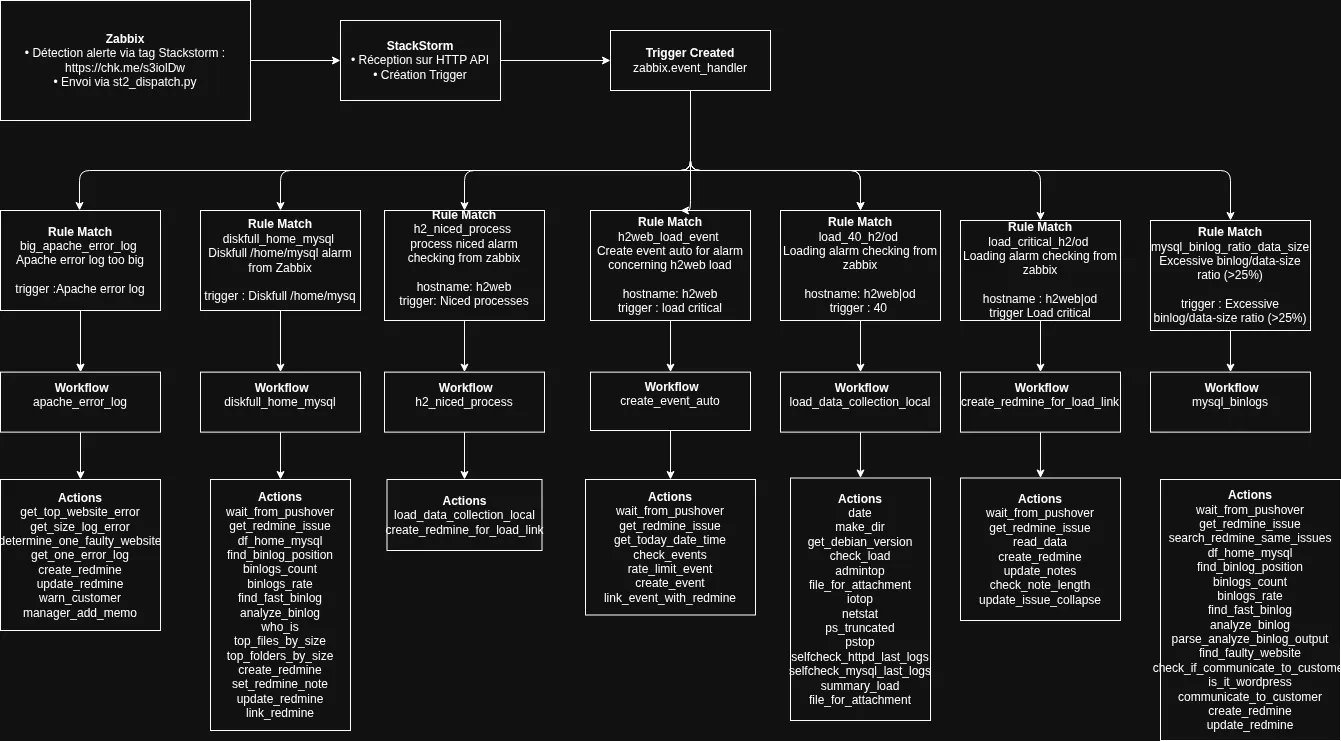 Zabbix
• Détection alerte via tag Stackstorm :
https://chk.me/s3iolDw
• Envoi via st2_dispatch.py
StackStorm
• Réception sur HTTP API
• Création Trigger
Trigger Created
zabbix.event_handler
Rule Match
big_apache_error_log
Apache error log too big
trigger :Apache error log
Rule Match
diskfull_home_mysql
Diskfull /home/mysql alarm
from Zabbix
trigger : Diskfull /home/mysq
Rule Match
h2_niced_process
process niced alarm
checking from zabbix
hostname: h2web
trigger: Niced processes
Rule Match
h2web_load_event
Create event auto for alarm
concerning h2web load
hostname: h2web
trigger : load critical
Rule Match
load_40_h2/od
Loading alarm checking from
zabbix
hostname: h2web|od
trigger : 40
Rule Match
load_critical_h2/od
Loading alarm checking from
zabbix
hostname : h2web|od
trigger Load critical
Rule Match
mysql_binlog_ratio_data_size
Excessive binlog/data-size
ratio (>25%)
trigger : Excessive
binlog/data-size ratio (>25%)
Workflow
apache_error_log
Workflow
diskfull_home_mysql
Workflow
h2_niced_process
Workflow
create_event_auto
Workflow
load_data_collection_local
Workflow
create_redmine_for_load_link
Workflow
mysql_binlogs
Actions
get_top_website_error
get_size_log_error
determine_one_faulty_website
get_one_error_log
create_redmine
update_redmine
warn_customer
manager_add_memo
Actions
wait_from_pushover
get_redmine_issue
df_home_mysql
find_binlog_position
binlogs_count
binlogs_rate
find_fast_binlog
analyze_binlog
who_is
top_files_by_size
top_folders_by_size
create_redmine
set_redmine_note
update_redmine
link_redmine
Actions
load_data_collection_local
create_redmine_for_load_link
Actions
wait_from_pushover
get_redmine_issue
get_today_date_time
check_events
rate_limit_event
create_event
link_event_with_redmine
Actions
date
make_dir
get_debian_version
check_load
admintop
file_for_attachment
iotop
netstat
ps_truncated
pstop
selfcheck_httpd_last_logs
selfcheck_mysql_last_logs
summary_load
file_for_attachment
Actions
wait_from_pushover
get_redmine_issue
read_data
create_redmine
update_notes
check_note_length
update_issue_collapse
Actions
wait_from_pushover
get_redmine_issue
search_redmine_same_issues
df_home_mysql
find_binlog_position
binlogs_count
binlogs_rate
find_fast_binlog
analyze_binlog
parse_analyze_binlog_output
find_faulty_website
check_if_communicate_to_custome
is_it_wordpress
communicate_to_customer
create_redmine
update_redmine